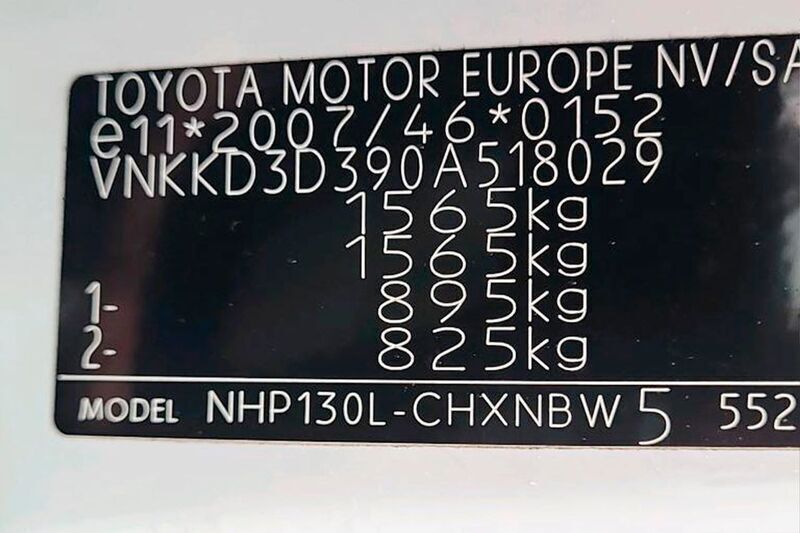 TOYOTA MOTOR EUROPE NV/SA
e11*2007/46*0152
VNKKD3D390A518029
1565kg
1565kg
1- 895kg
2- 825kg
MODEL NHP130L-CHXNBW 5 552